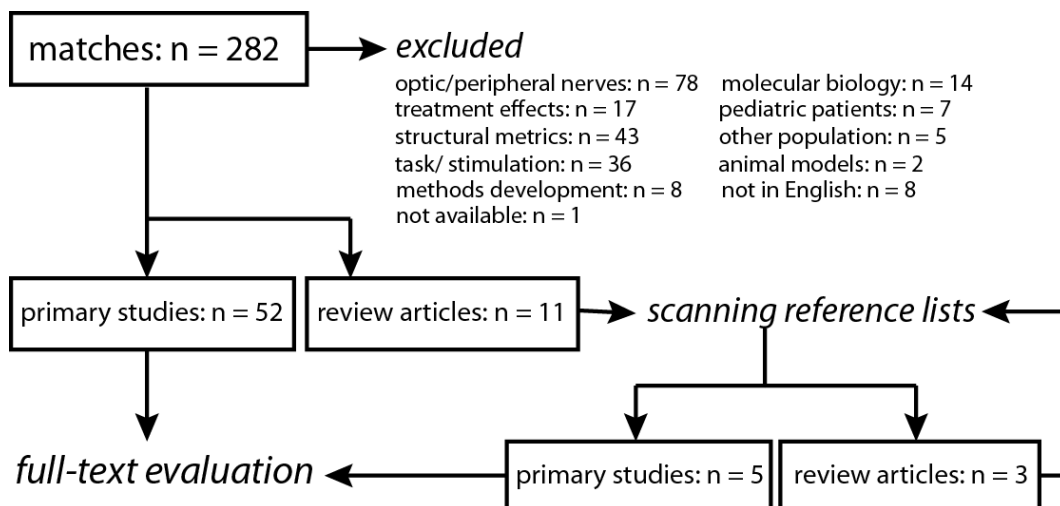 matches: n = 282
excluded
optic/peripheral nerves: n = 78 molecular biology: n = 14
treatment effects: n = 17 pediatric patients: n = 7
structural metrics: n = 43 other population: n = 5
task/ stimulation: n = 36 animal models: n = 2
methods development: n = 8 not in English: n = 8
not available: n = 1
primary studies: n = 52
review articles: n = 11
scanning reference lists
full-text evaluation
primary studies: n = 5
review articles: n = 3